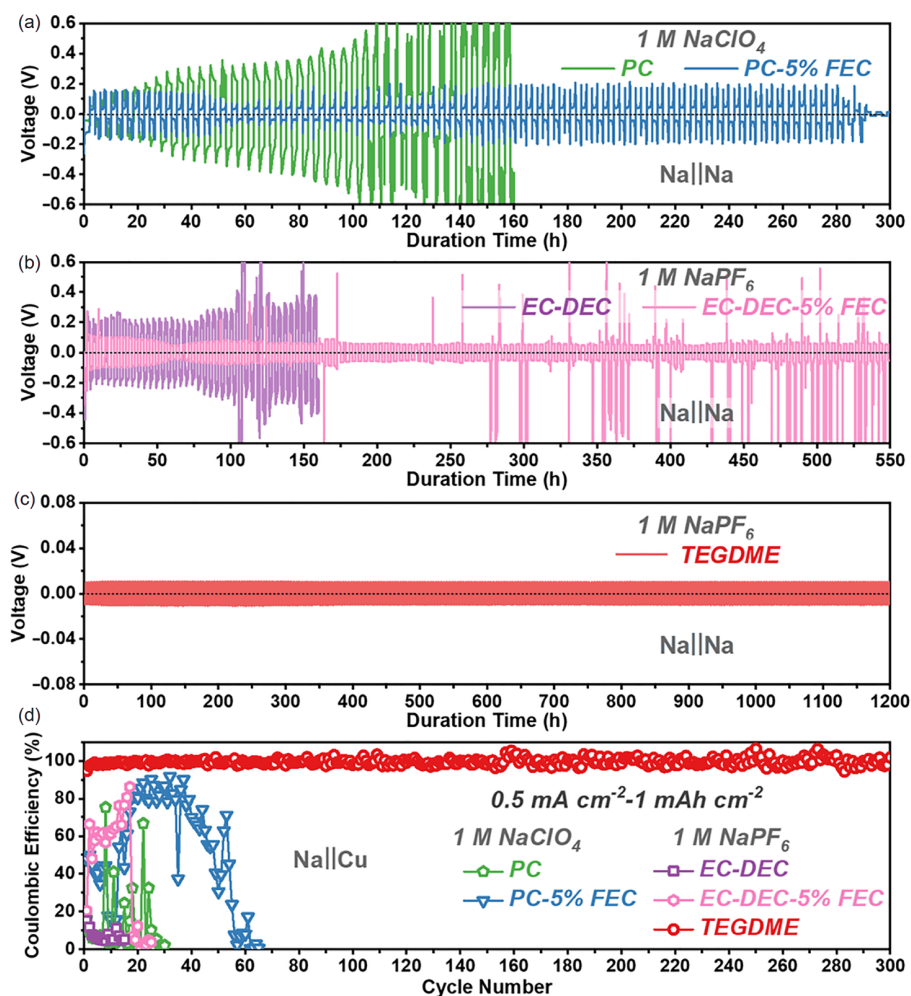 (a)
0.6
0.4
0.2
0.0
−0.2
−0.4
−0.6
Voltage (V)
1 M NaClO4
PC PC-5% FEC
Na||Na
0 20 40 60 80 100 120 140 160 180 200 220 240 260 280 300
Duration Time (h)
(b)
0.6
0.4
0.2
0.0
−0.2
−0.4
−0.6
Voltage (V)
1 M NaPF6
EC-DEC EC-DEC-5% FEC
Na||Na
0 50 100 150 200 250 300 350 400 450 500 550
Duration Time (h)
(c)
0.08
0.04
0.00
−0.04
−0.08
Voltage (V)
1 M NaPF6
TEGDME
Na||Na
0 100 200 300 400 500 600 700 800 900 1000 1100 1200
Duration Time (h)
(d)
100
80
60
40
20
0
Coulombic Efficiency (%)
0.5 mA cm-2-1 mAh cm-2
Na||Cu
1 M NaClO4 1 M NaPF6
PC EC-DEC
PC-5% FEC EC-DEC-5% FEC
TEGDME
0 20 40 60 80 100 120 140 160 180 200 220 240 260 280 300
Cycle Number